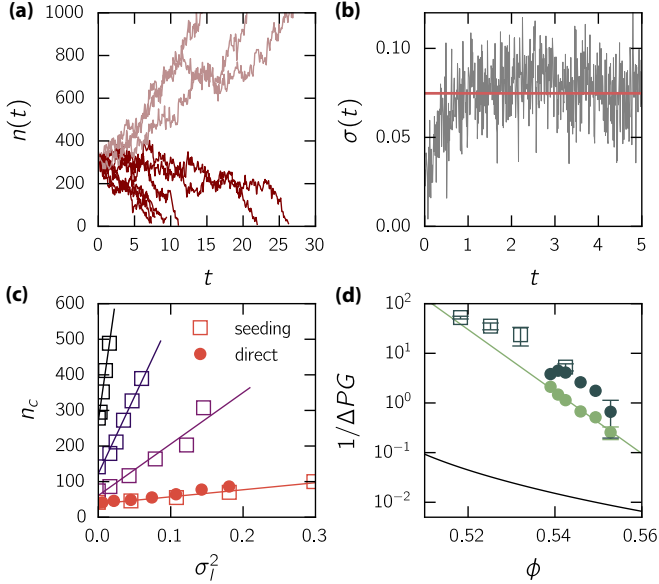 (a)
1000
800
600
400
200
0
n(t)
0 5 10 15 20 25 30
t
(b)
0.10
0.05
0.00
σ(t)
0 1 2 3 4 5
t
(c)
600
500
400
300
200
100
0
n_c
seeding
direct
0.0 0.1 0.2 0.3
σ_l^2
(d)
10^2
10^1
10^0
10^-1
10^-2
1/ΔPG
0.52 0.54 0.56
ϕ